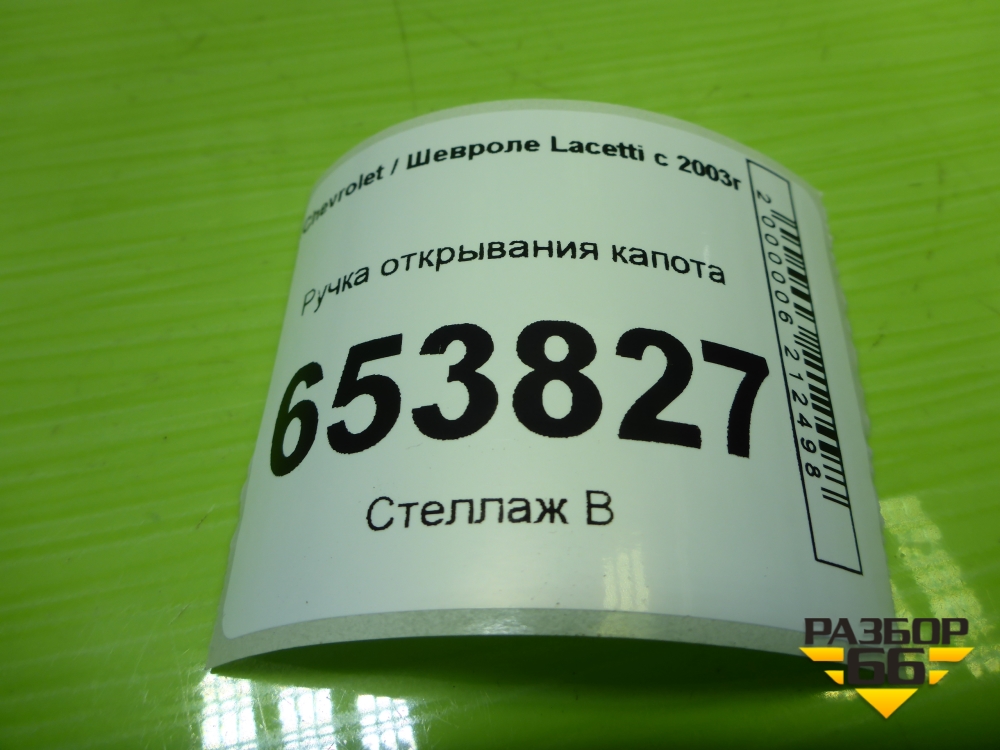 Chevrolet / Шевроле Lacetti с 2003г
Ручка открывания капота
653827
Стеллаж В
2000006212498
РАЗБОР
66